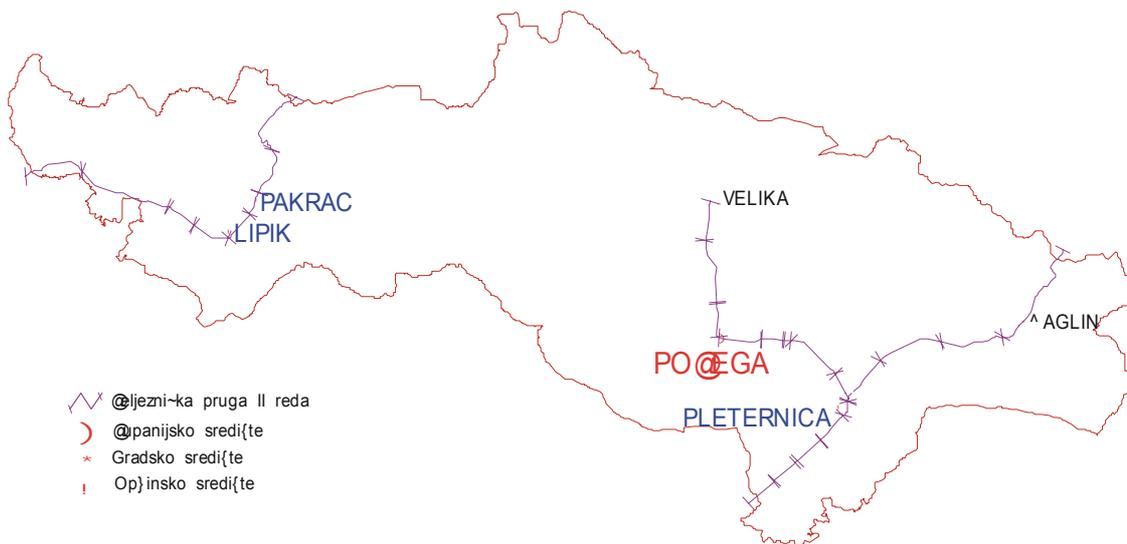 VELIKA
PAKRAC
LIPIK
^ AGLIN
PO@EGA
PLETERNICA
@eljezni~ka pruga II reda
@upanijsko sredi{te
* Gradsko sredi{te
! Op}insko sredi{te